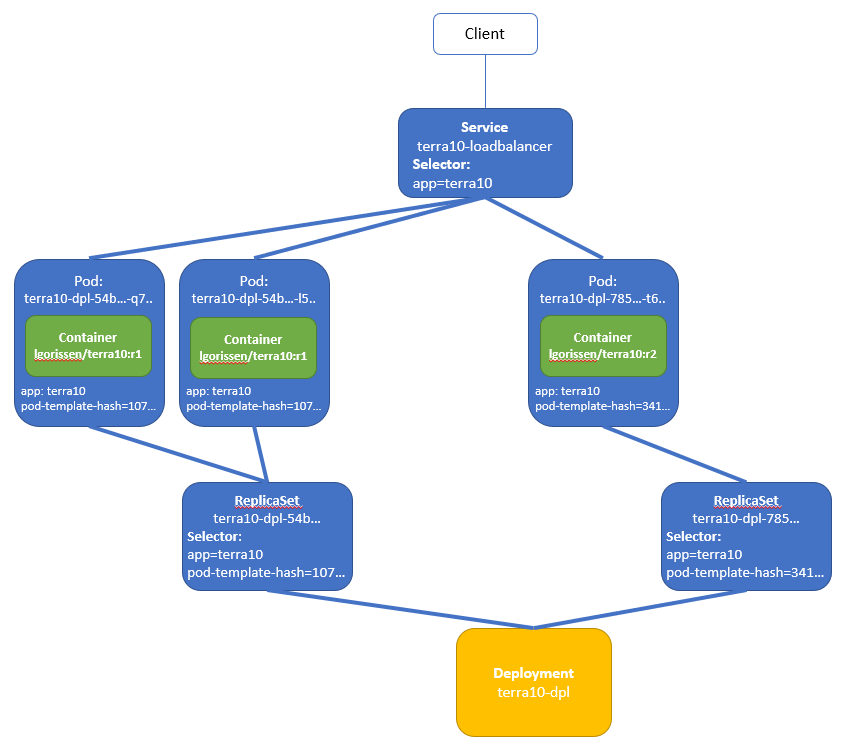 Client
Service
terra10-loadbalancer
Selector:
app=terra10
Pod:
terra10-dpl-54b...-q7..
Container
lgorissen/terra10:r1
app: terra10
pod-template-hash=107...
Pod:
terra10-dpl-54b...-l5..
Container
lgorissen/terra10:r1
app: terra10
pod-template-hash=107...
Pod:
terra10-dpl-785...-t6..
Container
lgorissen/terra10:r2
app: terra10
pod-template-hash=341...
ReplicaSet
terra10-dpl-54b...
Selector:
app=terra10
pod-template-hash=107...
ReplicaSet
terra10-dpl-785...
Selector:
app=terra10
pod-template-hash=341...
Deployment
terra10-dpl